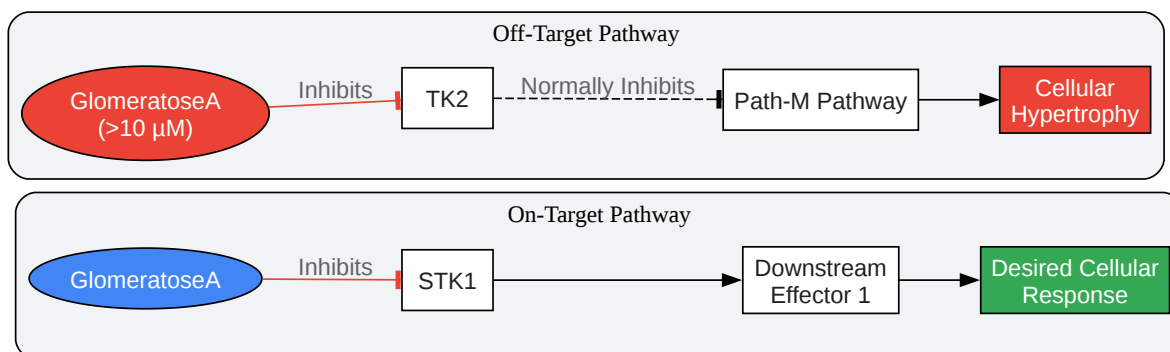 Off-Target Pathway
GlomeratoseA
(>10 µM)
Inhibits
TK2
Normally Inhibits
Path-M Pathway
Cellular
Hypertrophy
On-Target Pathway
GlomeratoseA
Inhibits
STK1
Downstream
Effector 1
Desired Cellular
Response